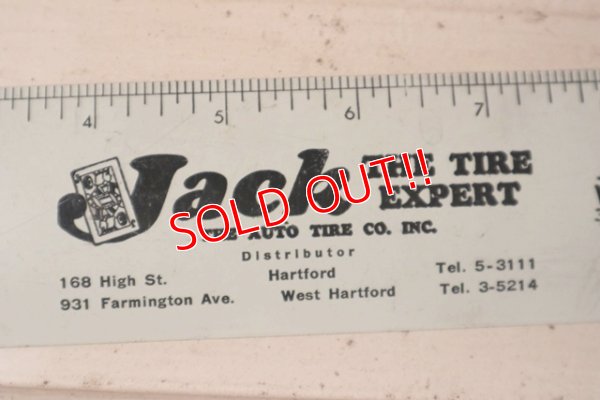 4 5 6 7
Jack THE TIRE
EXPERT
SOLD OUT!!
THE AUTO TIRE CO. INC.
Distributor
168 High St. Hartford Tel. 5-3111
931 Farmington Ave. West Hartford Tel. 3-5214